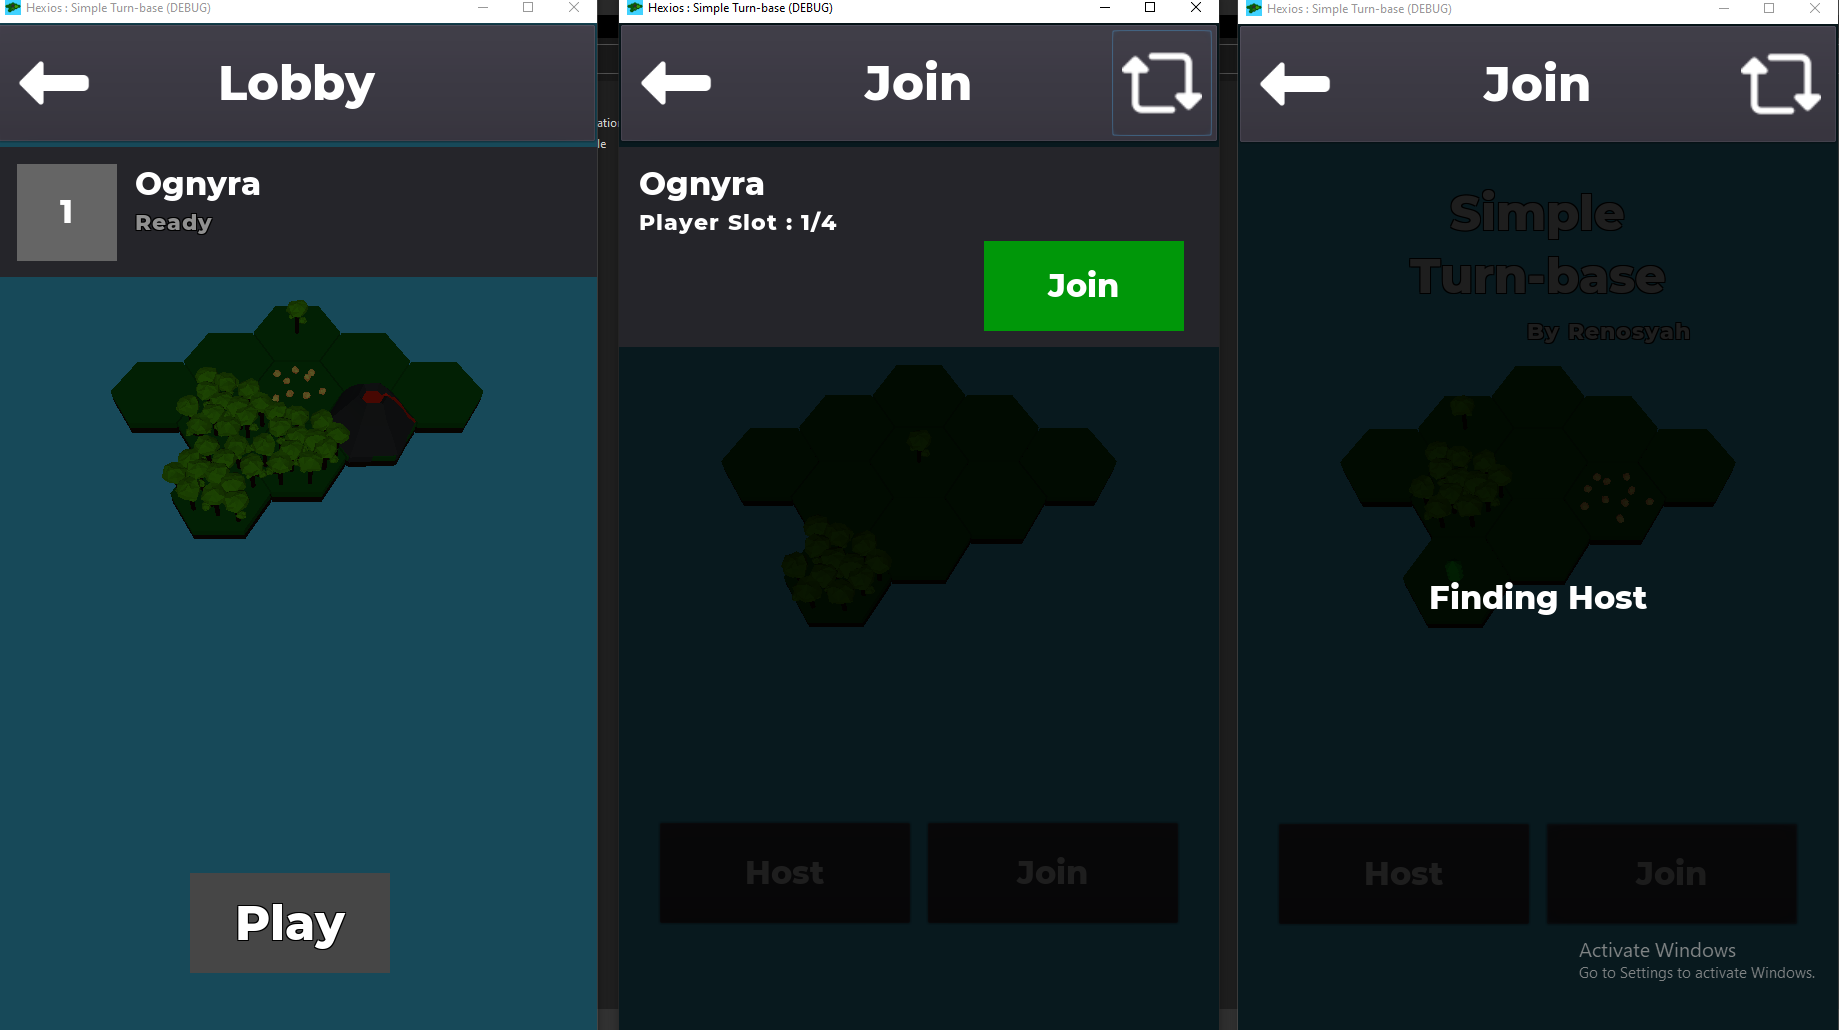 Hexios : Simple Turn-base (DEBUG)
Lobby
1
Ognyra
Ready
Play
ation
le
Hexios : Simple Turn-base (DEBUG)
Join
Ognyra
Player Slot : 1/4
Join
Host
Join
Hexios : Simple Turn-base (DEBUG)
Join
Simple
Turn-base
By Renosyah
Finding Host
Host
Join
Activate Windows
Go to Settings to activate Windows.